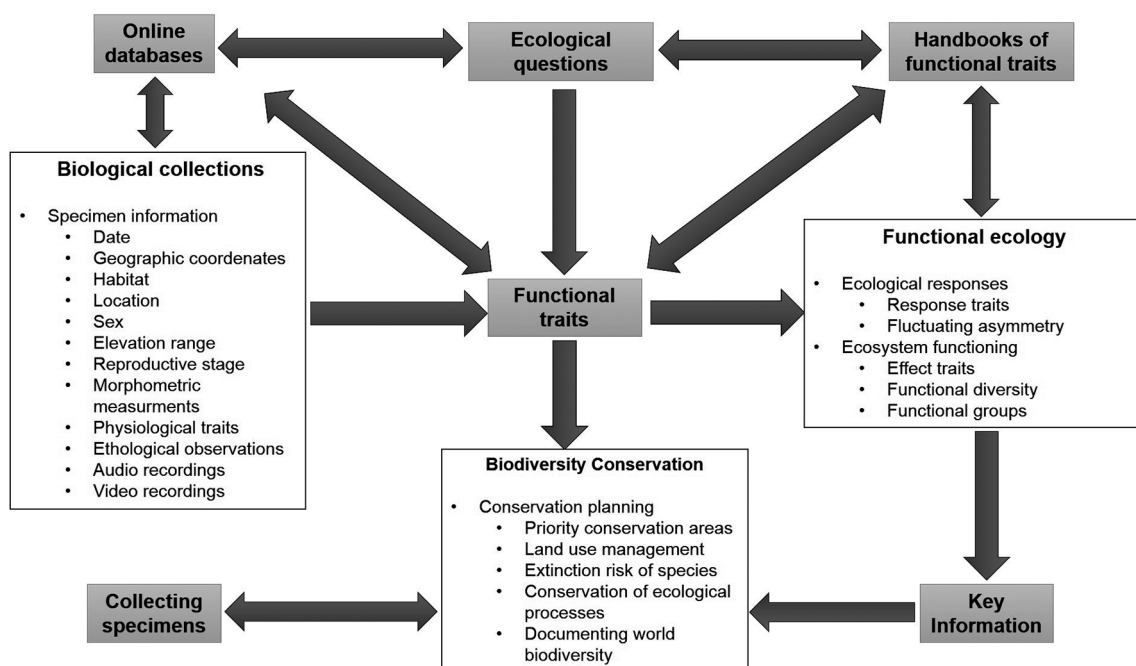 Online
databases
Ecological
questions
Handbooks of
functional traits
Biological collections
• Specimen information
• Date
• Geographic coordenates
• Habitat
• Location
• Sex
• Elevation range
• Reproductive stage
• Morphometric
measurments
• Physiological traits
• Ethological observations
• Audio recordings
• Video recordings
Functional
traits
Functional ecology
• Ecological responses
• Response traits
• Fluctuating asymmetry
• Ecosystem functioning
• Effect traits
• Functional diversity
• Functional groups
Biodiversity Conservation
• Conservation planning
• Priority conservation areas
• Land use management
• Extinction risk of species
• Conservation of ecological
processes
• Documenting world
biodiversity
Collecting
specimens
Key
Information